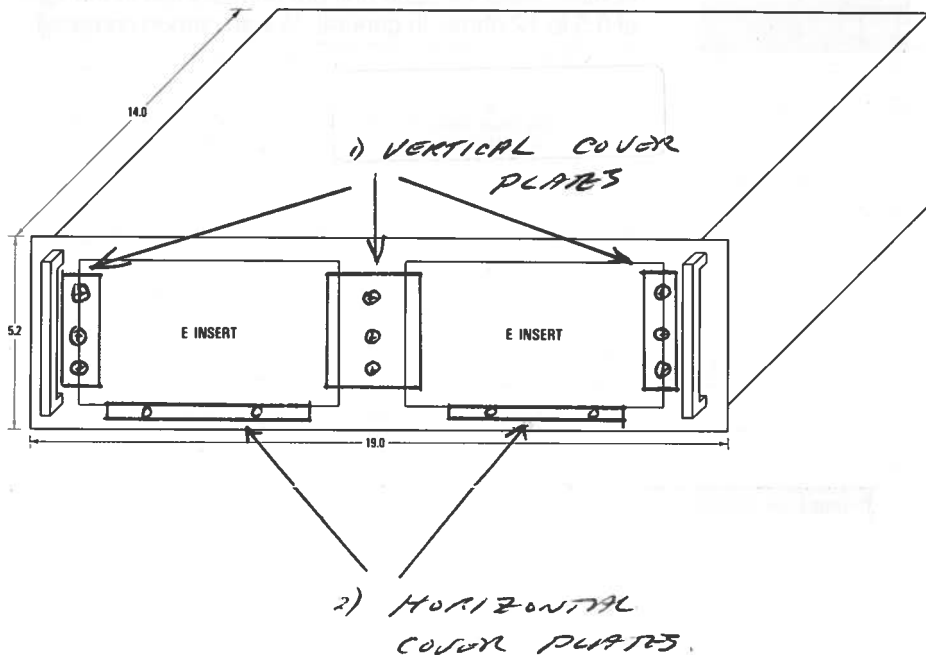 14.0
1) VERTICAL COVER
PLATES
5.2
E INSERT
E INSERT
19.0
2) HORIZONTAL
COVER PLATES.